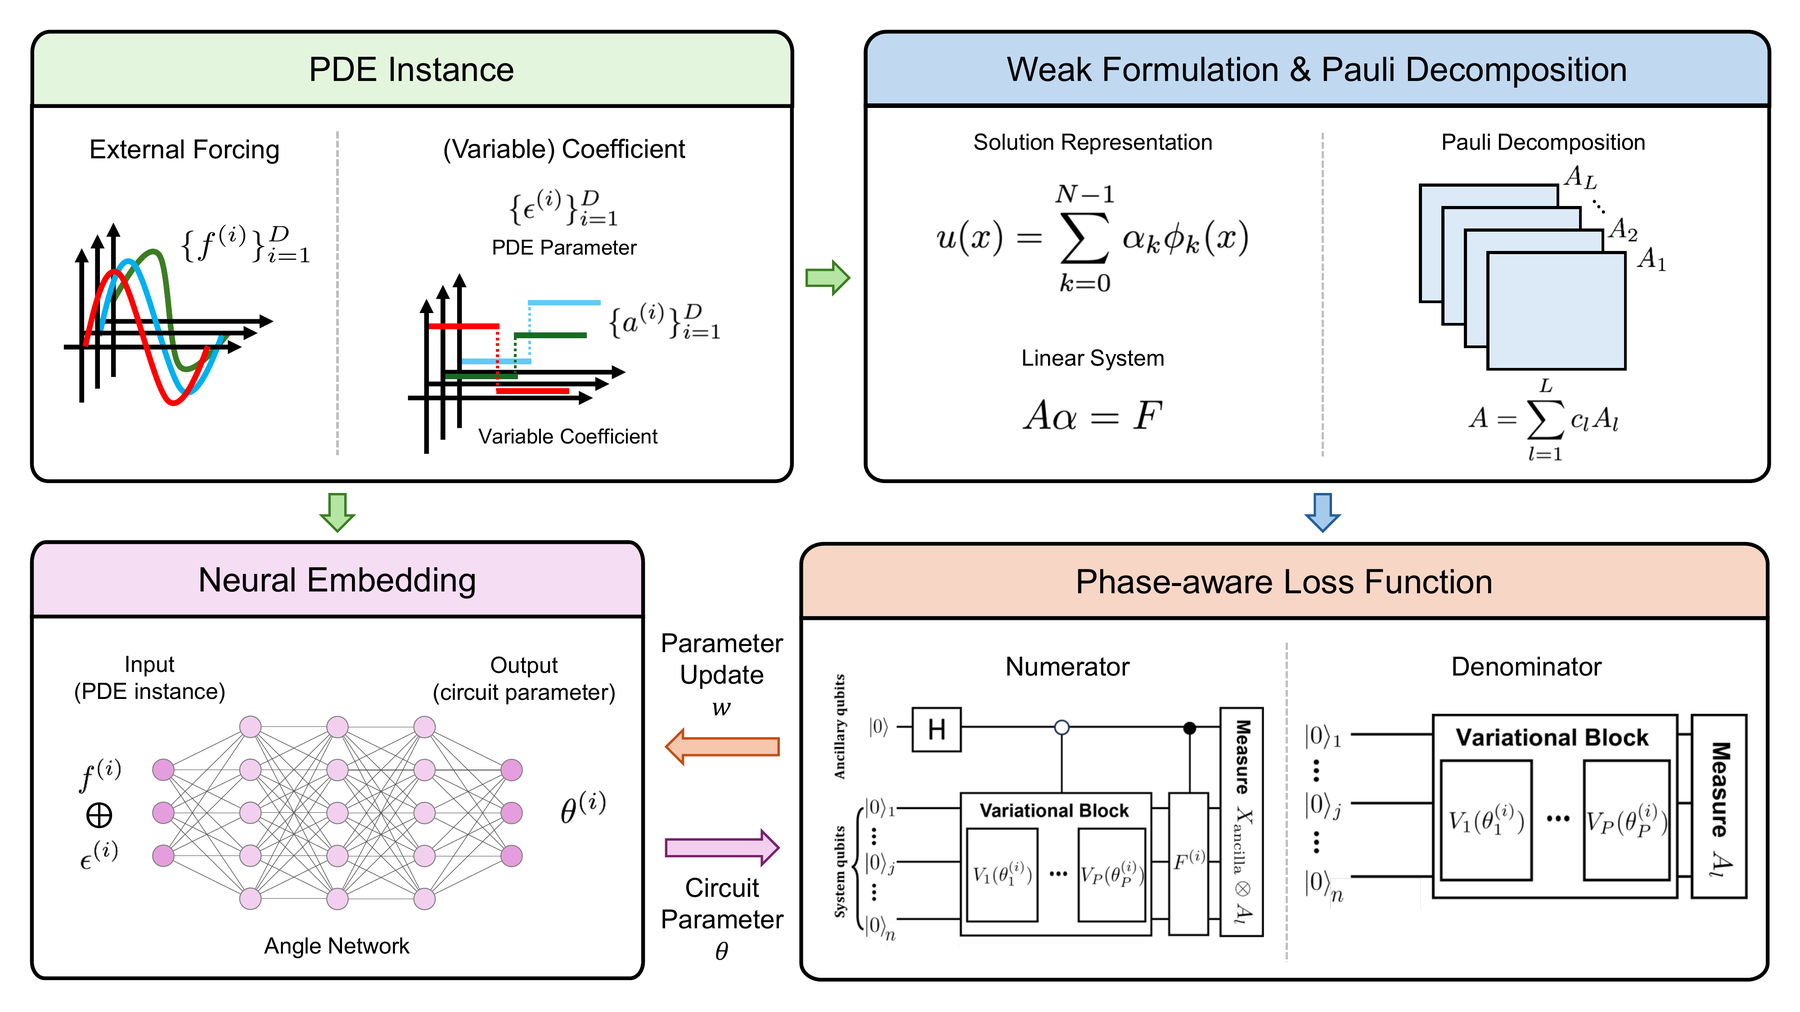 PDE Instance
External Forcing
{f^{(i)}}_{i=1}^{D}
(Variable) Coefficient
{ϵ^{(i)}}_{i=1}^{D}
PDE Parameter
{a^{(i)}}_{i=1}^{D}
Variable Coefficient
Weak Formulation & Pauli Decomposition
Solution Representation
u(x) = \sum_{k=0}^{N-1} α_k ϕ_k(x)
Linear System
Aα = F
Pauli Decomposition
A_L
⋱
A_2
A_1
A = \sum_{l=1}^{L} c_l A_l
Neural Embedding
Input
(PDE instance)
Output
(circuit parameter)
f^{(i)}
⊕
ϵ^{(i)}
θ^{(i)}
Angle Network
Parameter
Update
w
Circuit
Parameter
θ
Phase-aware Loss Function
Numerator
Ancillary qubits
|0⟩
H
System qubits
|0⟩_1
⋮
|0⟩_j
⋮
|0⟩_n
Variational Block
V_1(θ_1^{(i)}) ··· V_P(θ_P^{(i)})
F^{(i)}
Measure X_{ancilla} ⊗ A_l
Denominator
|0⟩_1
⋮
|0⟩_j
⋮
|0⟩_n
Variational Block
V_1(θ_1^{(i)}) ··· V_P(θ_P^{(i)})
Measure A_l